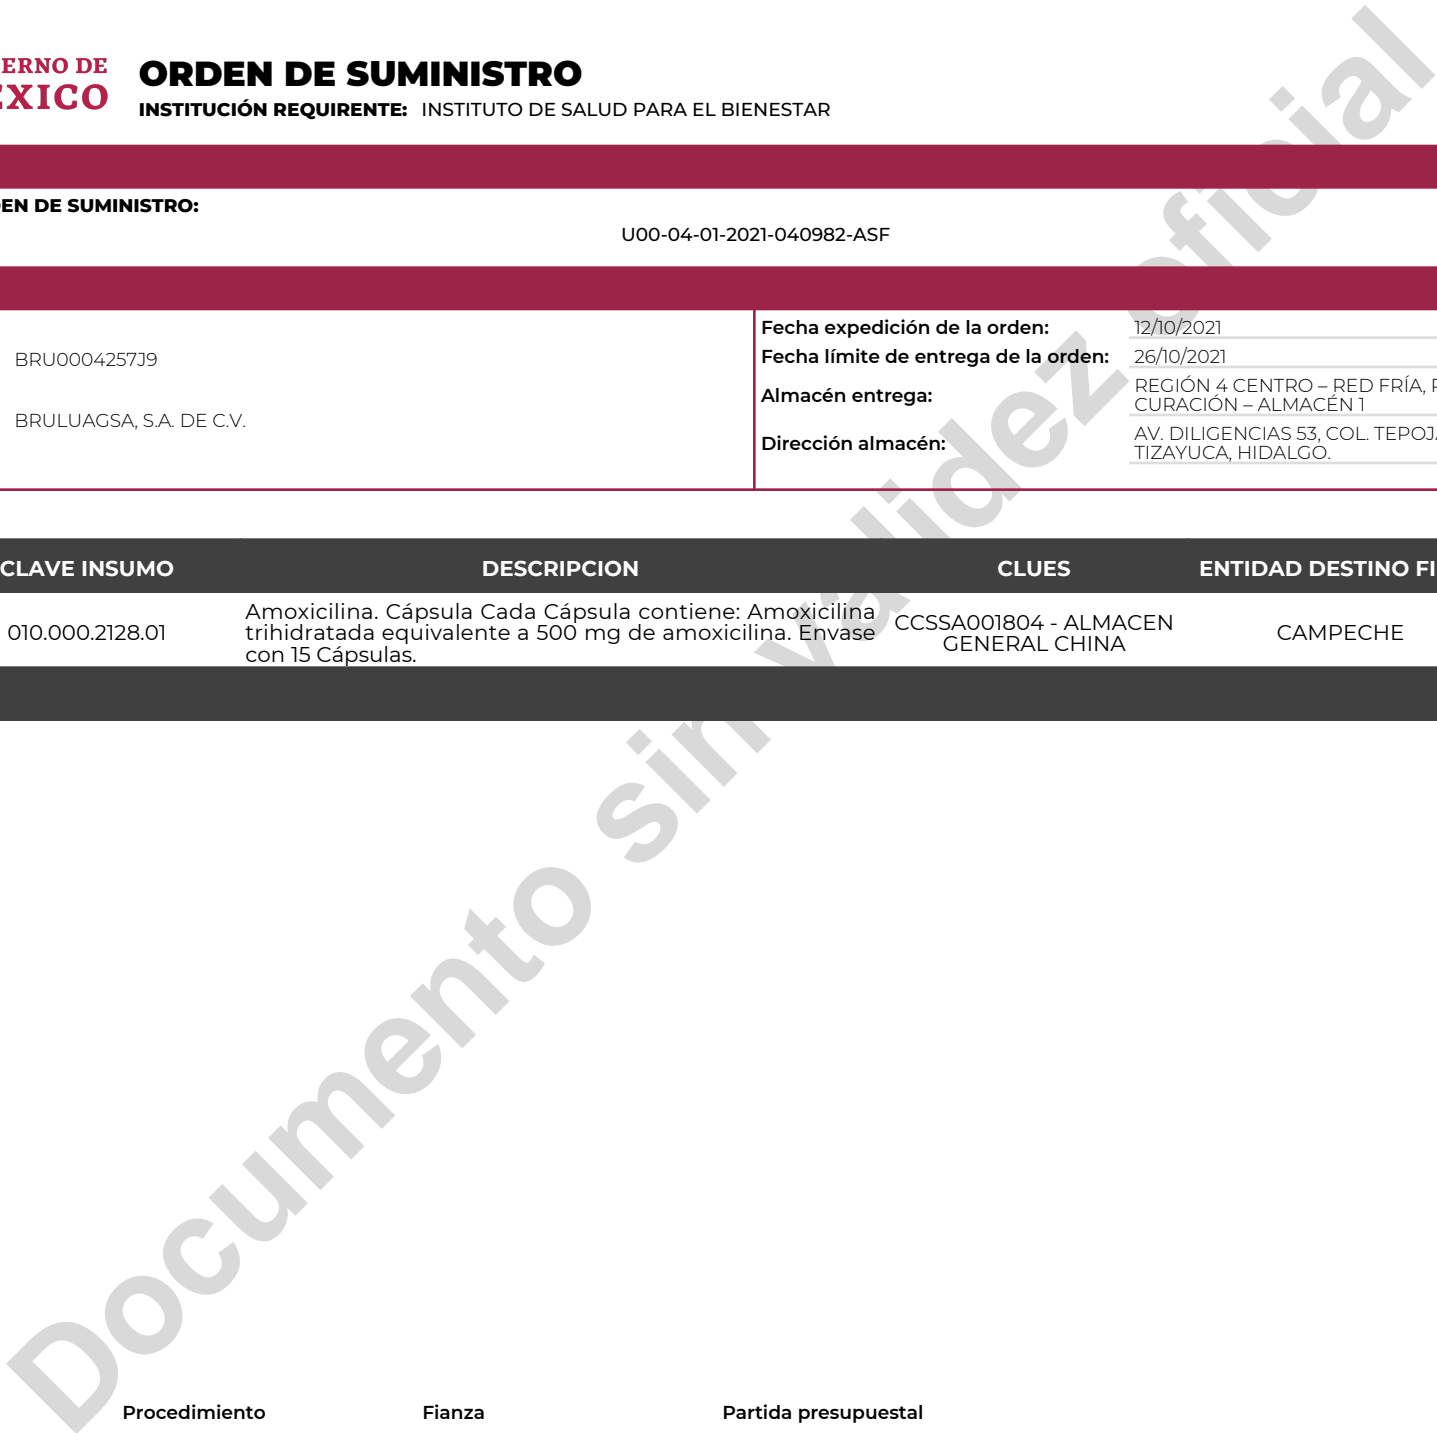 ERNO DE
EXICO
ORDEN DE SUMINISTRO
INSTITUCIÓN REQUIRENTE: INSTITUTO DE SALUD PARA EL BIENESTAR
EN DE SUMINISTRO:
U00-04-01-2021-040982-ASF
BRU0004257J9
BRULUAGSA, S.A. DE C.V.
Fecha expedición de la orden: 12/10/2021
Fecha límite de entrega de la orden: 26/10/2021
Almacén entrega: REGIÓN 4 CENTRO – RED FRÍA,
CURACIÓN – ALMACÉN 1
Dirección almacén: AV. DILIGENCIAS 53, COL. TEPOJ
TIZAYUCA, HIDALGO.
CLAVE INSUMO DESCRIPCION CLUES ENTIDAD DESTINO FI
010.000.2128.01
Amoxicilina. Cápsula Cada Cápsula contiene: Amoxicilina
trihidratada equivalente a 500 mg de amoxicilina. Envase
con 15 Cápsulas.
CCSSA001804 - ALMACEN
GENERAL CHINA
CAMPECHE
Documento sin validez oficial
Procedimiento Fianza Partida presupuestal